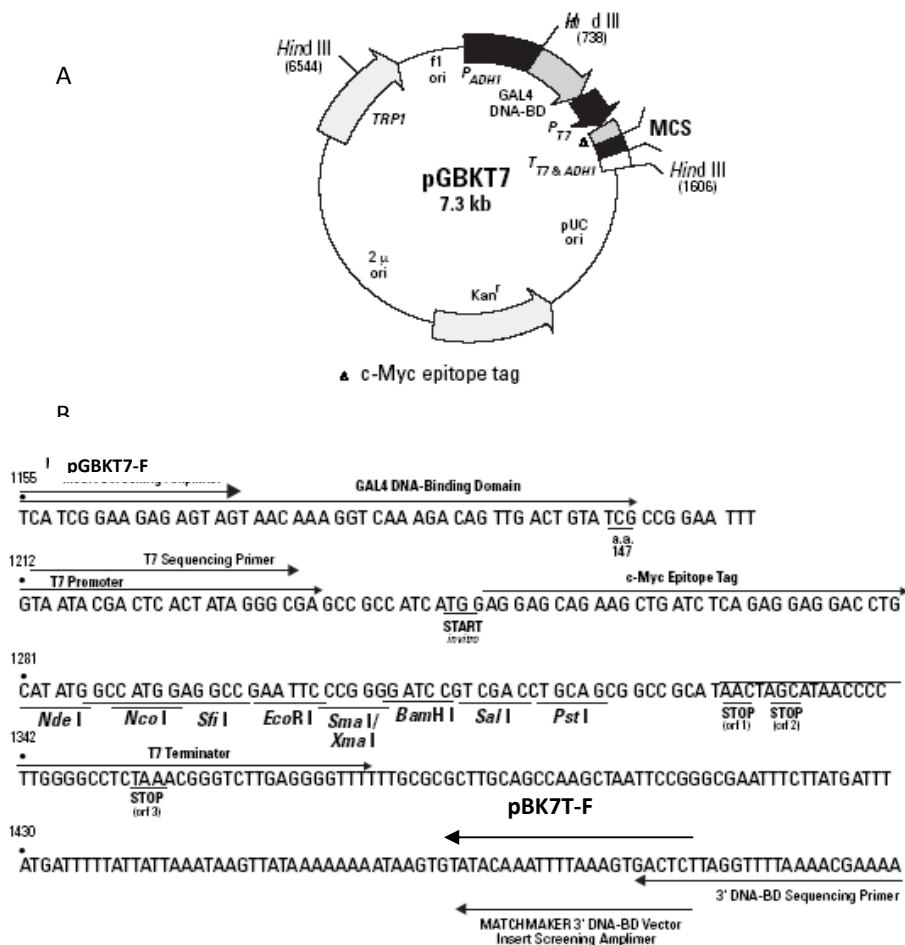 A
Hind III
(6544)
f1
ori
P ADH1
d III
(738)
GAL4
DNA-BD
TRP1
P T7
MCS
T T7 & ADH1
Hind III
(1606)
pGBKT7
7.3 kb
pUC
ori
2 µ
ori
Kan r
c-Myc epitope tag
B
1155
pGBKT7-F
GAL4 DNA-Binding Domain
TCA TCG GAA GAG AGT AGT AAC AAA GGT CAA AGA CAG TTG ACT GTA TCG CCG GAA TTT
a.a.
147
1212
T7 Sequencing Primer
T7 Promoter
c-Myc Epitope Tag
GTA ATA CGA CTC ACT ATA GGG CGA GCC GCC ATC ATG GAG GAG CAG AAG CTG ATC TCA GAG GAG GAC CTG
START
in vitro
1281
CAT ATG GCC ATG GAG GCC GAA TTC CCG GGG ATC CGT CGA CCT GCA GCG GCC GCA TAACTAGCATAACCCC
Nde I
Nco I
Sfi I
EcoR I
Sma I/
Xma I
BamH I
Sal I
Pst I
STOP
(orf 1)
STOP
(orf 2)
1342
T7 Terminator
TTGGGGCCTCTAAACGGGTCTTGAGGGGTTTTTTGCGCGCTTGCAGCCAAGCTAATTCCGGGCGAATTTCTTATGATTT
STOP
(orf 3)
pBK7T-F
1430
ATGATTTTTATTATTAAATAAGTTATAAAAAAAATAAGTGTATACAAATTTTAAAGTGACTCTTAGGTTTTAAAACGAAAA
3' DNA-BD Sequencing Primer
MATCHMAKER 3' DNA-BD Vector
Insert Screening Amplimer